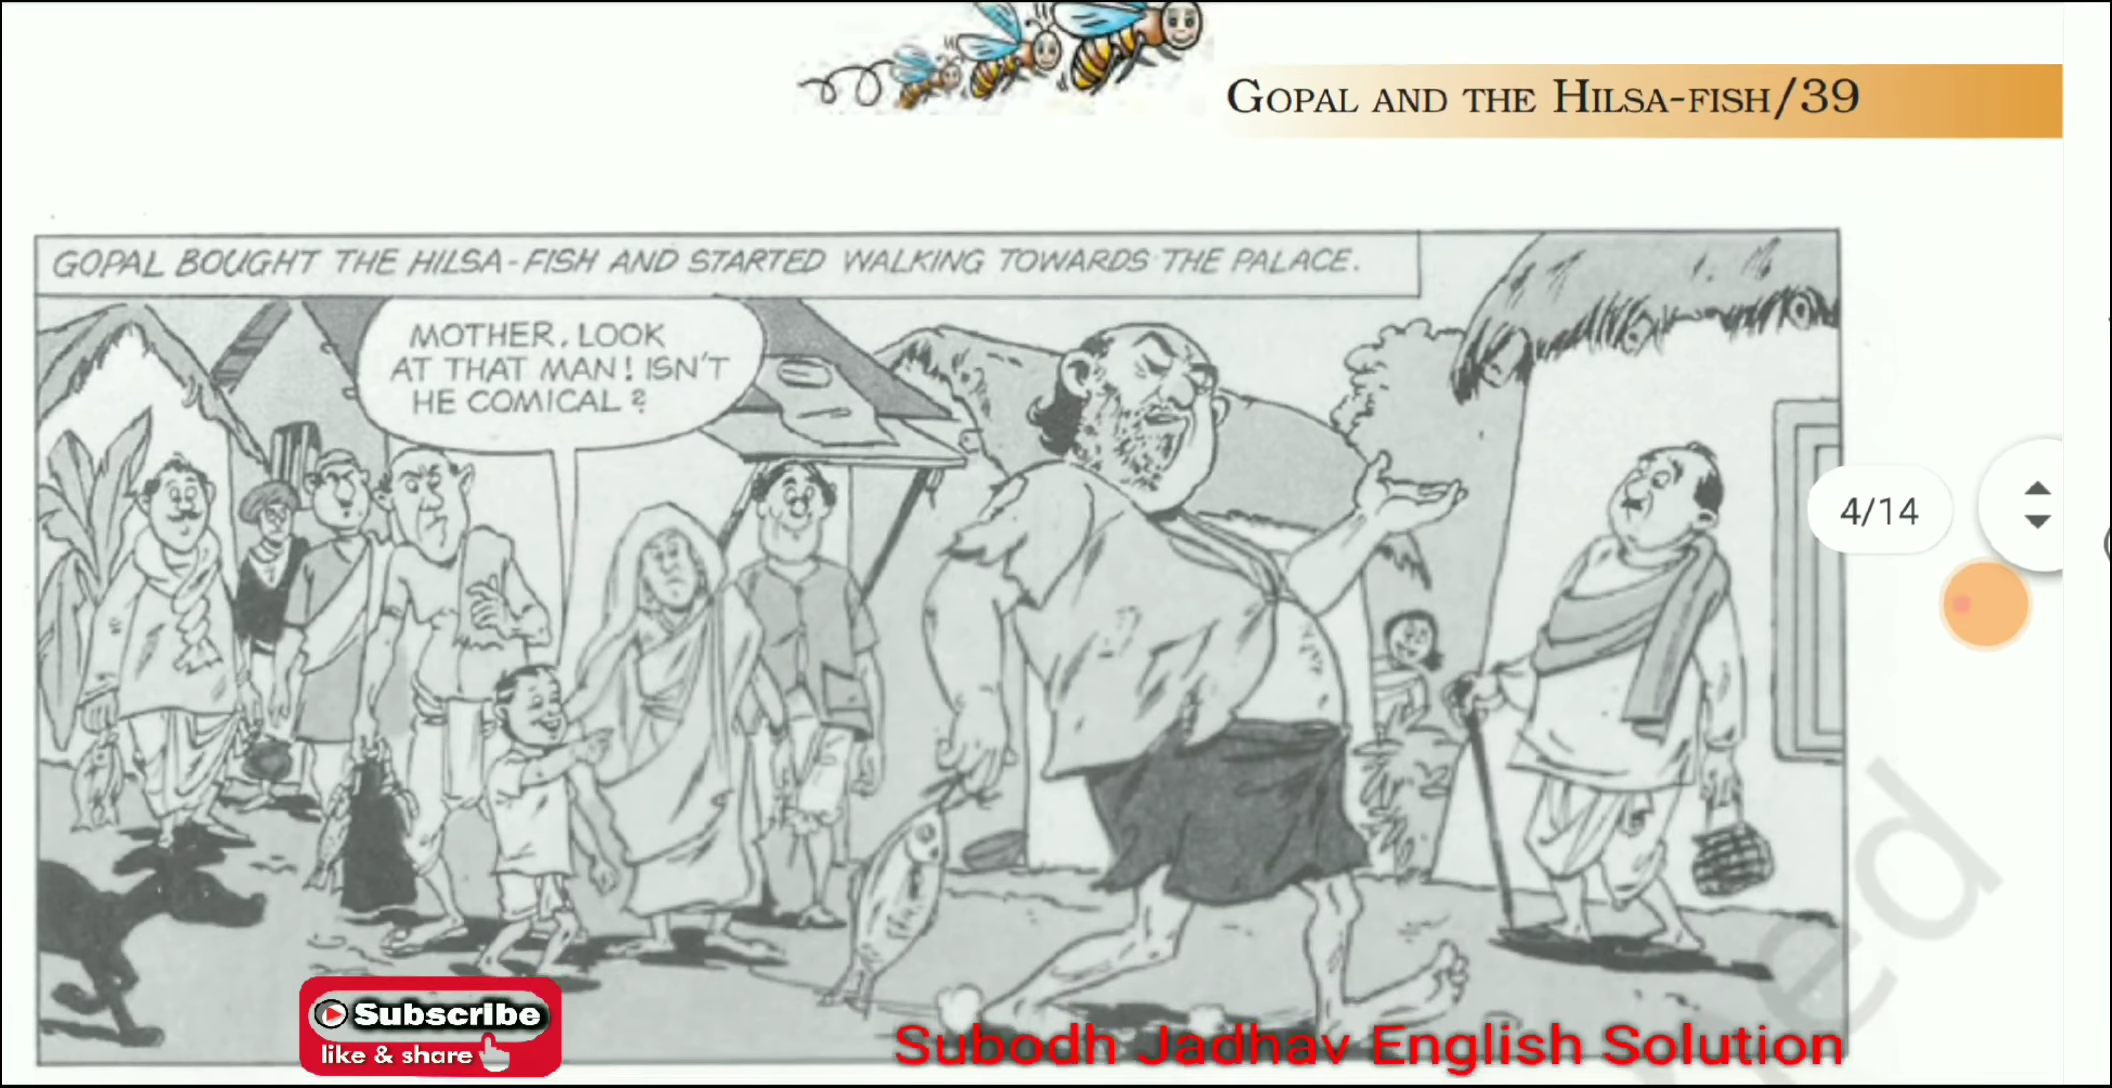 GOPAL AND THE HILSA-FISH/39
GOPAL BOUGHT THE HILSA-FISH AND STARTED WALKING TOWARDS THE PALACE.
MOTHER, LOOK
AT THAT MAN! ISN'T
HE COMICAL?
4/14
ed
Subscribe
like & share
Subodh Jadhav English Solution